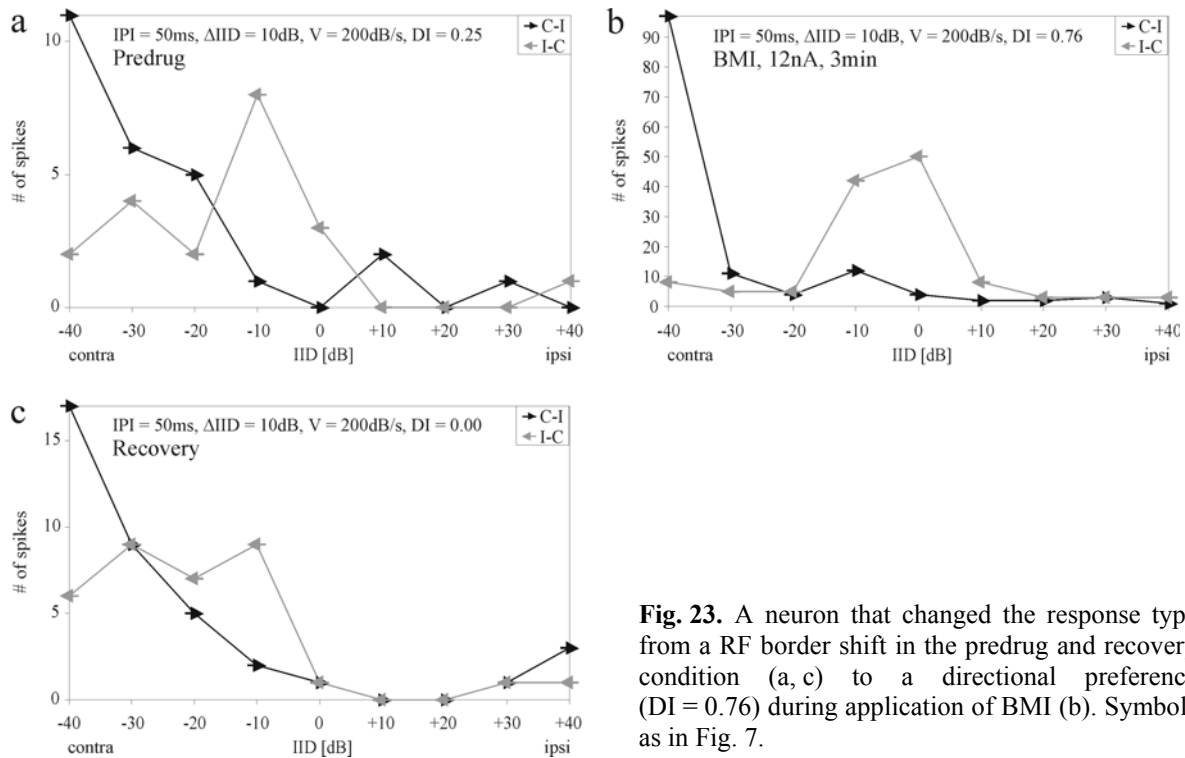 a
IPI = 50ms, ΔIID = 10dB, V = 200dB/s, DI = 0.25
Predrug
C-I
I-C
10
5
0
# of spikes
-40 -30 -20 -10 0 +10 +20 +30 +40
contra IID [dB] ipsi
b
IPI = 50ms, ΔIID = 10dB, V = 200dB/s, DI = 0.76
BMI, 12nA, 3min
C-I
I-C
90
80
70
60
50
40
30
20
10
0
# of spikes
-40 -30 -20 -10 0 +10 +20 +30 +40
contra IID [dB] ipsi
c
IPI = 50ms, ΔIID = 10dB, V = 200dB/s, DI = 0.00
Recovery
C-I
I-C
15
10
5
0
# of spikes
-40 -30 -20 -10 0 +10 +20 +30 +40
contra IID [dB] ipsi
Fig. 23. A neuron that changed the response typ
from a RF border shift in the predrug and recover
condition (a, c) to a directional preferenc
(DI = 0.76) during application of BMI (b). Symbol
as in Fig. 7.